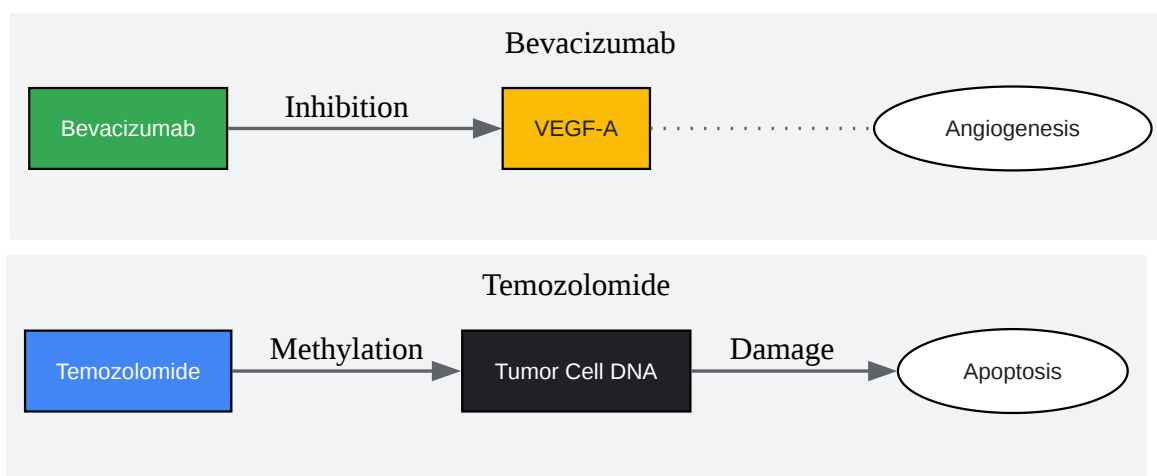 Bevacizumab
Bevacizumab
Inhibition
VEGF-A
Angiogenesis
Temozolomide
Temozolomide
Methylation
Tumor Cell DNA
Damage
Apoptosis